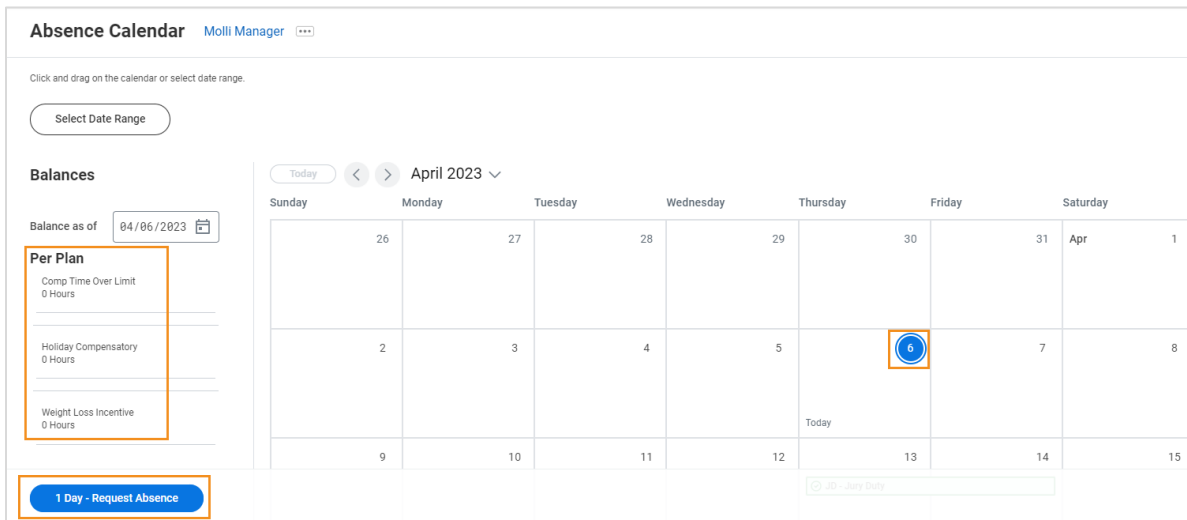 Absence Calendar Molli Manager
Click and drag on the calendar or select date range.
Select Date Range
Balances
Balance as of 04/06/2023
Per Plan
Comp Time Over Limit
0 Hours
Holiday Compensatory
0 Hours
Weight Loss Incentive
0 Hours
1 Day - Request Absence
Today April 2023
Sunday Monday Tuesday Wednesday Thursday Friday Saturday
26 27 28 29 30 31 Apr 1
2 3 4 5 6 7 8
Today
9 10 11 12 13 14 15
JD - Jury Duty